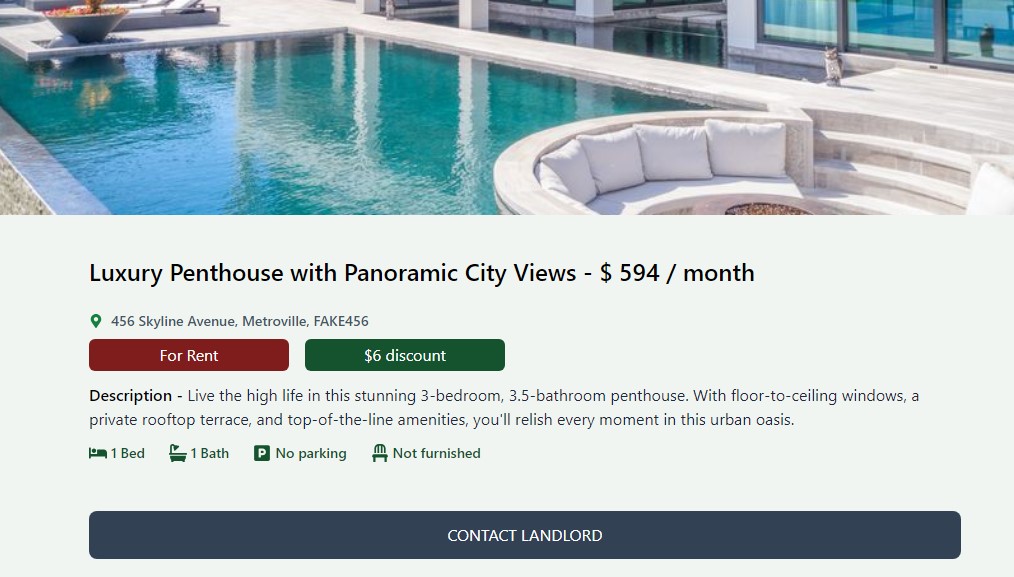 Luxury Penthouse with Panoramic City Views - $ 594 / month
456 Skyline Avenue, Metroville, FAKE456
For Rent
$6 discount
Description - Live the high life in this stunning 3-bedroom, 3.5-bathroom penthouse. With floor-to-ceiling windows, a
private rooftop terrace, and top-of-the-line amenities, you'll relish every moment in this urban oasis.
1 Bed 1 Bath P No parking Not furnished
CONTACT LANDLORD